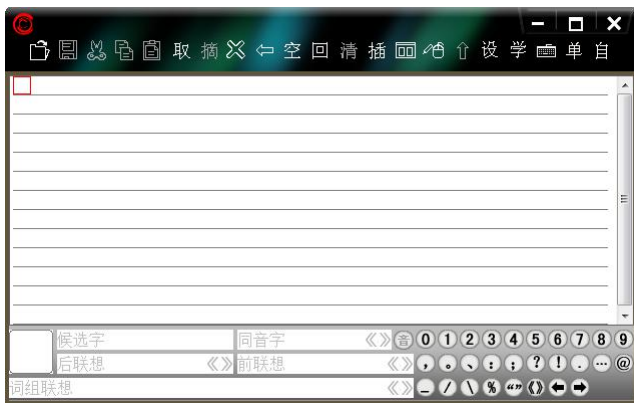 取 摘 空 回 清 插 设 学 单 自
候选字 同音字 《》 音 0 1 2 3 4 5 6 7 8 9
后联想 《》 前联想 《》 , 。 、 : ; ? ! . … @
词组联想 《》 _ / \ % “” 《》